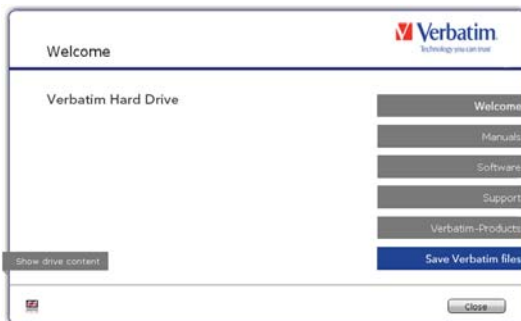 Verbatim
Technology you can trust
Welcome
Verbatim Hard Drive
Welcome
Manuals
Software
Support
Verbatim-Products
Show drive content
Save Verbatim files
Close